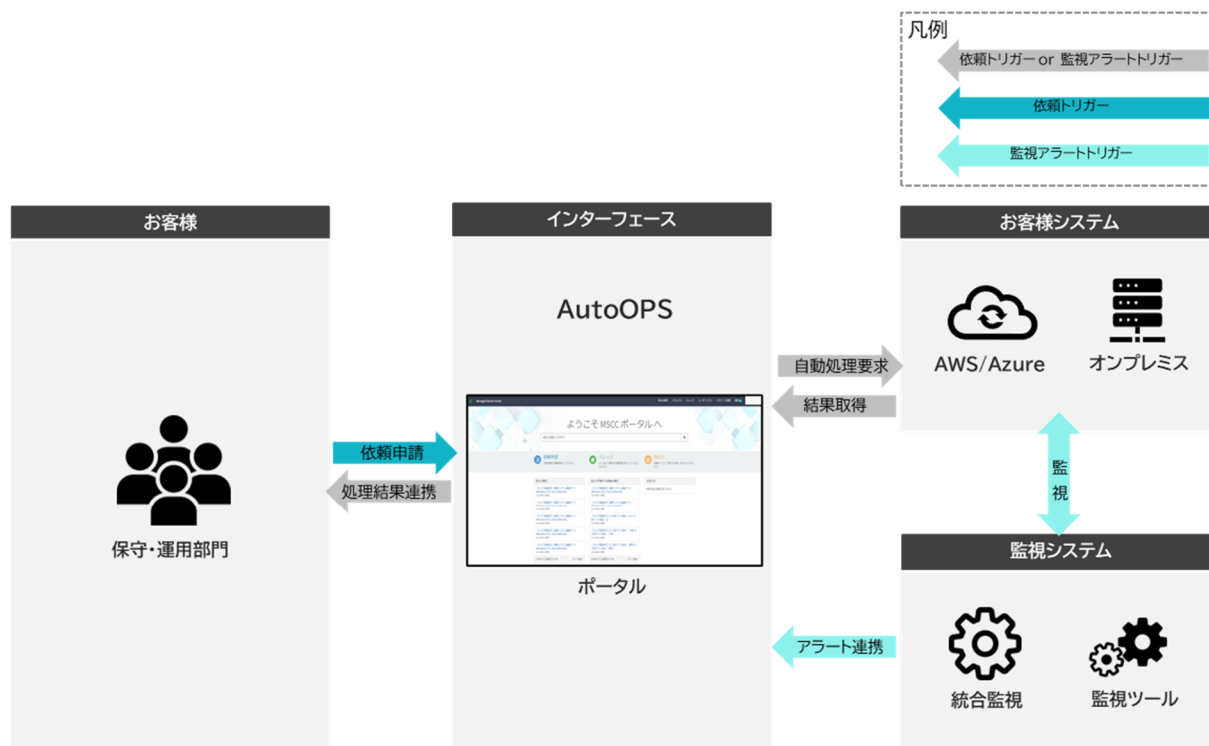 凡例
依頼トリガー or 監視アラートトリガー
依頼トリガー
監視アラートトリガー
お客様
保守・運用部門
依頼申請
処理結果連携
インターフェース
AutoOPS
ようこそ MSCC ポータルへ
ポータル
自動処理要求
結果取得
アラート連携
お客様システム
AWS/Azure
オンプレミス
監視
監視システム
統合監視
監視ツール